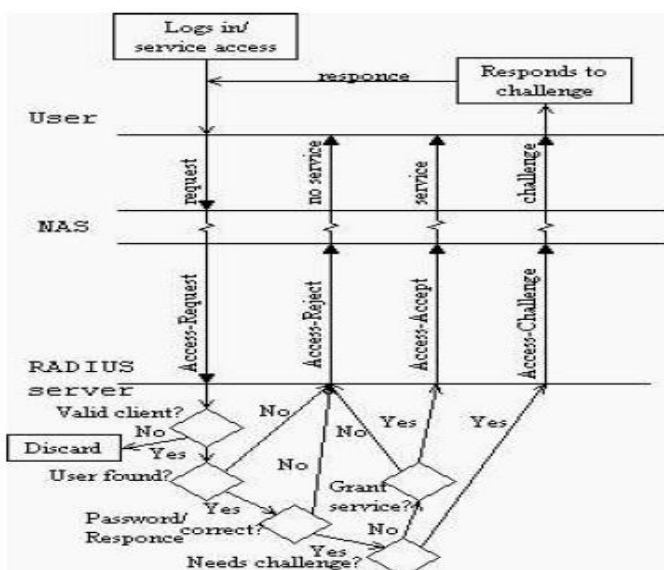 Logs in/
service access
responce
Responds to
challenge
User
request
no service
service
challenge
NAS
Access-Request
Access-Reject
Access-Accept
Access-Challenge
RADIUS
server
Valid client?
No
No
No
Yes
Yes
Discard
Yes
User found?
No
Grant
service?
Yes
Password/
correct?
Responce
No
Yes
Needs challenge?